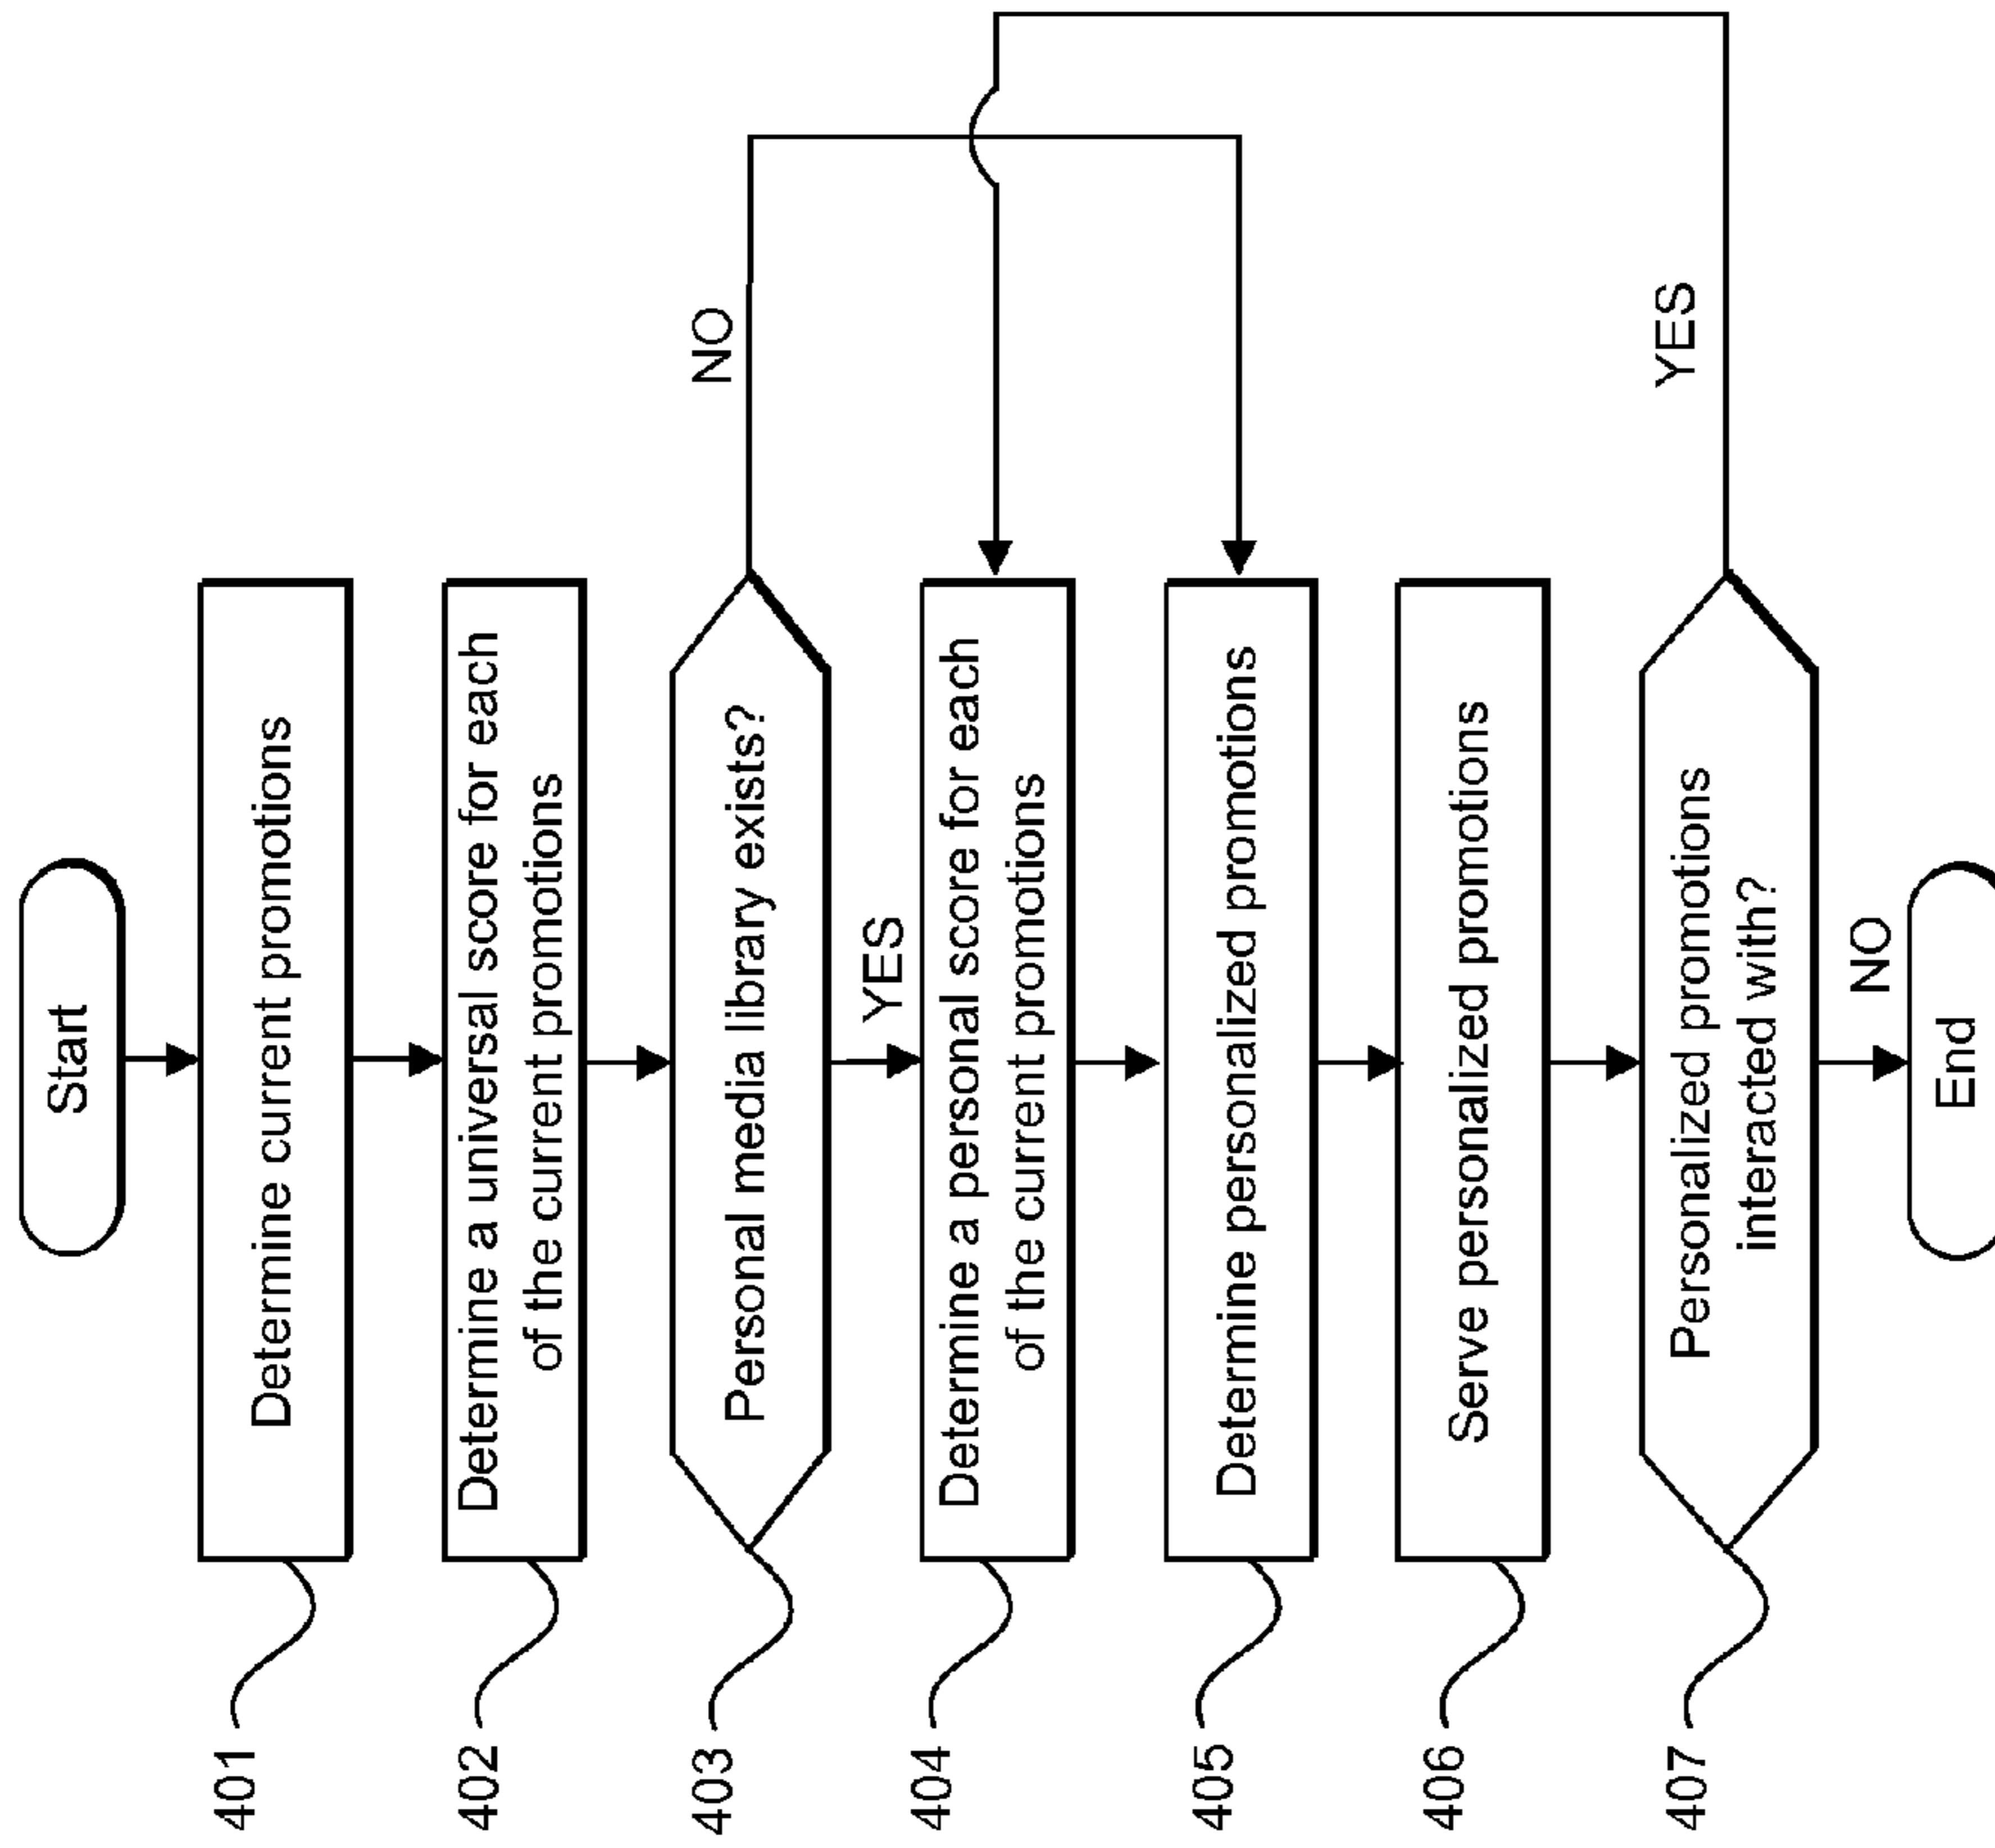 Start
401
Determine current promotions
402
Determine a universal score for each
of the current promotions
403
Personal media library exists?
NO
YES
404
Determine a personal score for each
of the current promotions
405
Determine personalized promotions
406
Serve personalized promotions
407
Personalized promotions
interacted with?
YES
NO
End